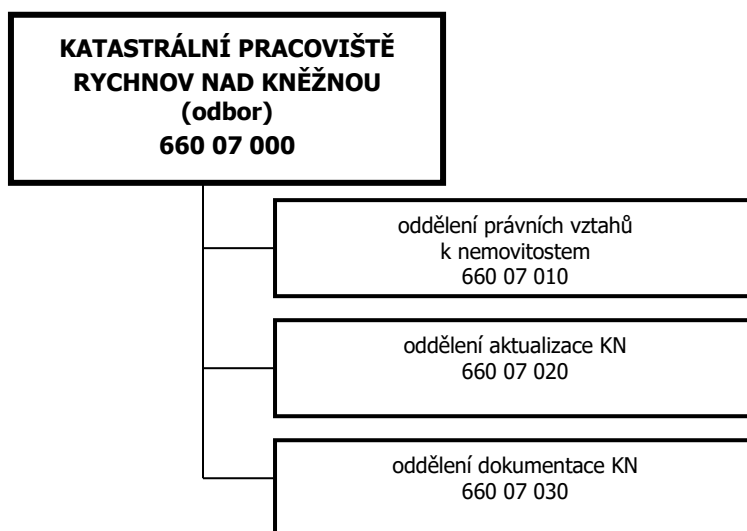 KATASTRÁLNÍ PRACOVIŠTĚ
RYCHNOV NAD KNĚŽNOU
(odbor)
660 07 000
oddělení právních vztahů
k nemovitostem
660 07 010
oddělení aktualizace KN
660 07 020
oddělení dokumentace KN
660 07 030